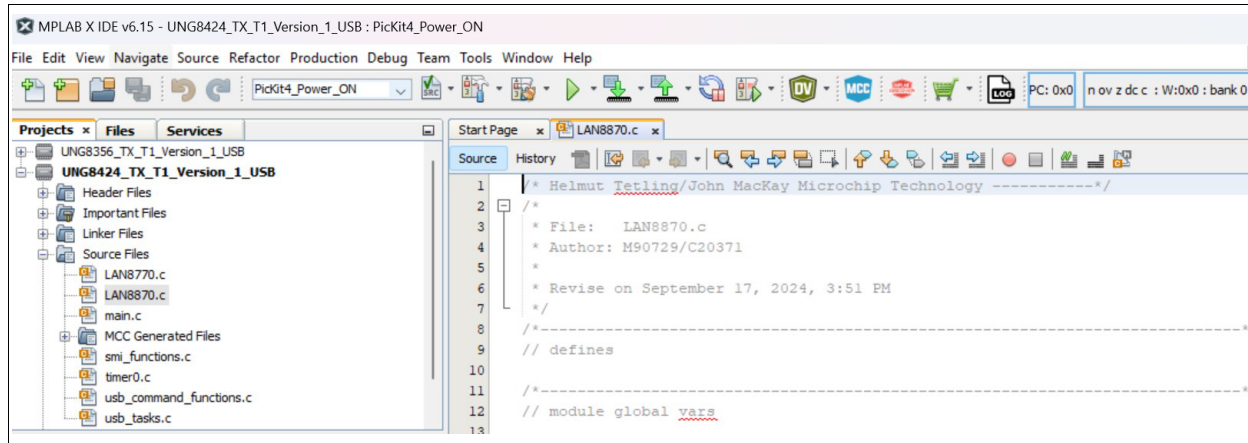 MPLAB X IDE v6.15 - UNG8424_TX_T1_Version_1_USB : PicKit4_Power_ON
File Edit View Navigate Source Refactor Production Debug Team Tools Window Help
PicKit4_Power_ON SRC DV MCC LOG PC: 0x0 n ov z dc c : W:0x0 : bank 0
Projects × Files Services
UNG8356_TX_T1_Version_1_USB
UNG8424_TX_T1_Version_1_USB
Header Files
Important Files
Linker Files
Source Files
LAN8770.c
LAN8870.c
main.c
MCC Generated Files
smi_functions.c
timer0.c
usb_command_functions.c
usb_tasks.c
Start Page × LAN8870.c ×
Source History
1 /* Helmut Tetling/John MacKay Microchip Technology -----------*/
2 /*
3 * File: LAN8870.c
4 * Author: M90729/C20371
5 *
6 * Revise on September 17, 2024, 3:51 PM
7 */
8 /*----------------------------------------------------------------------------*
9 // defines
10
11 /*----------------------------------------------------------------------------*
12 // module global vars
13